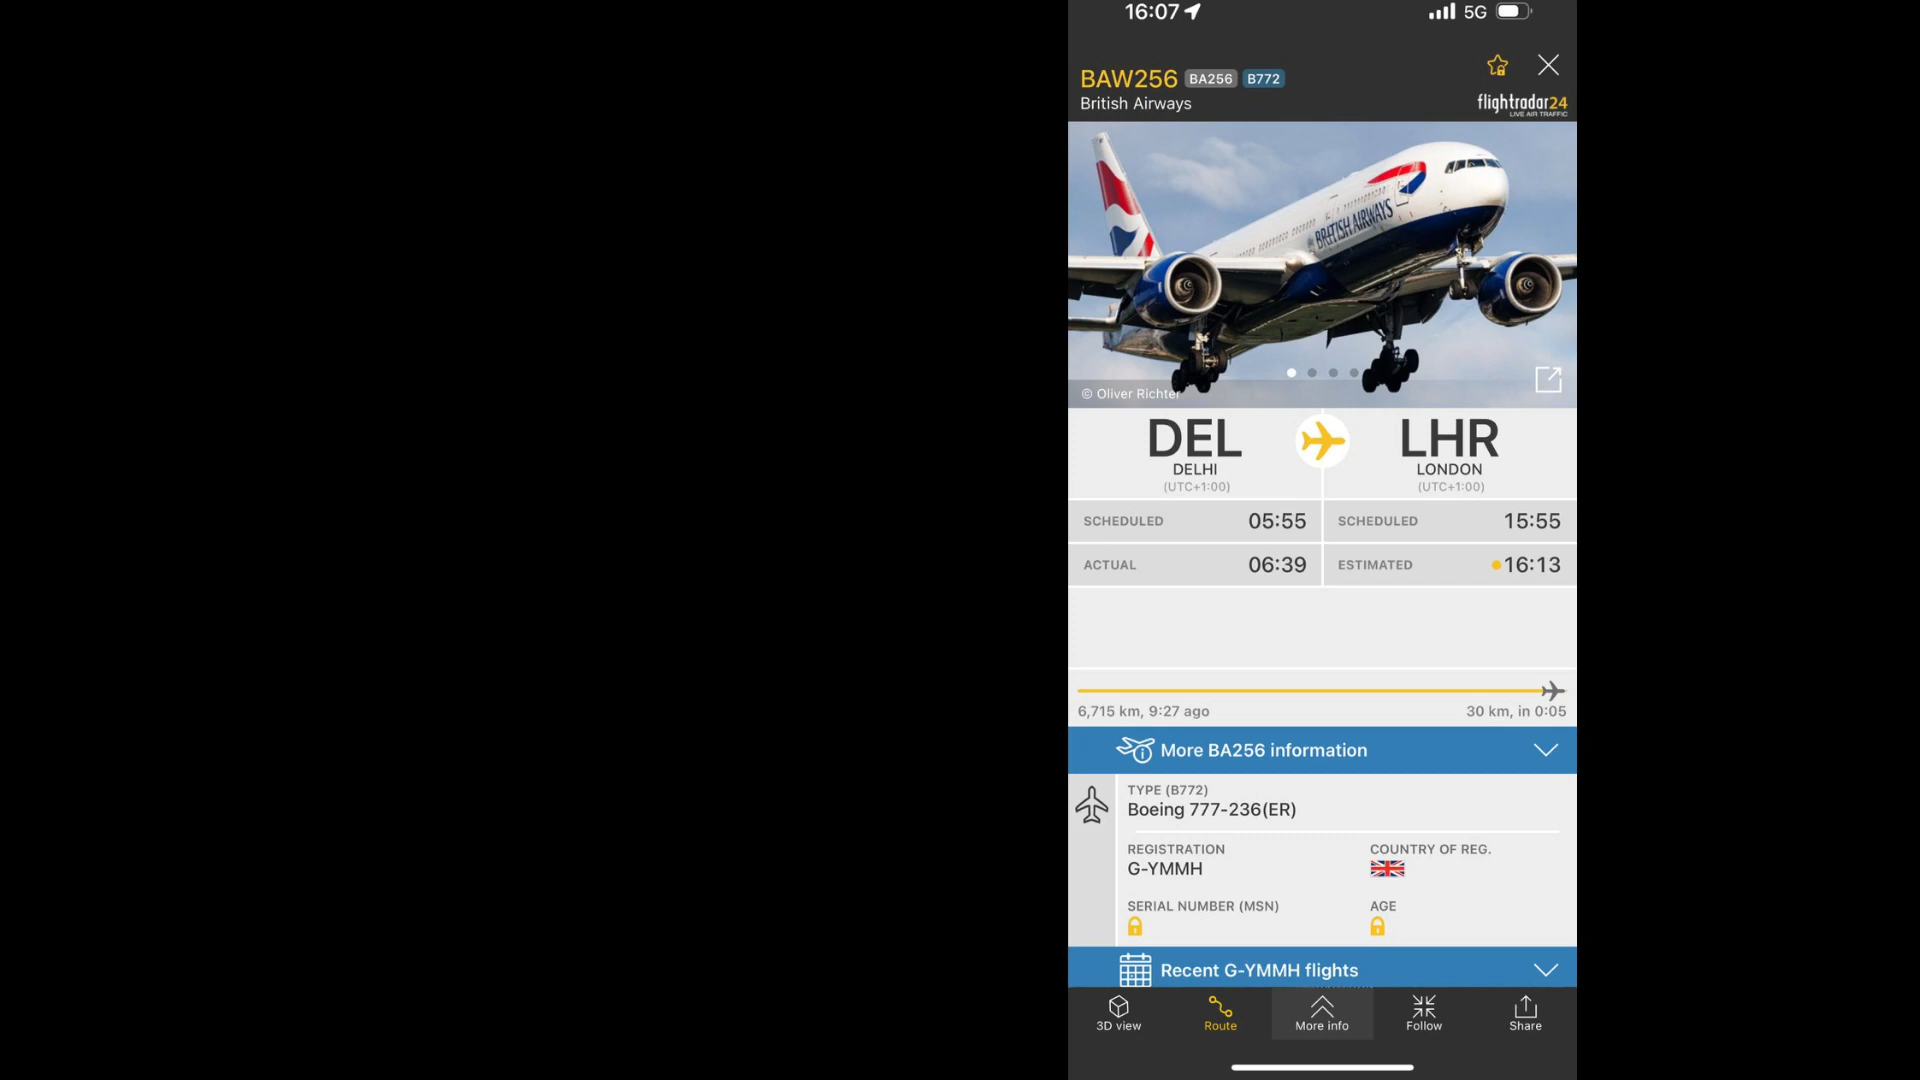 16:07
5G
BAW256 BA256 B772
British Airways
flightradar24
LIVE AIR TRAFFIC
BRITISH AIRWAYS
© Oliver Richter
DEL
DELHI
(UTC+1:00)
LHR
LONDON
(UTC+1:00)
SCHEDULED 05:55
SCHEDULED 15:55
ACTUAL 06:39
ESTIMATED 16:13
6,715 km, 9:27 ago
30 km, in 0:05
More BA256 information
TYPE (B772)
Boeing 777-236(ER)
REGISTRATION
G-YMMH
COUNTRY OF REG.
SERIAL NUMBER (MSN)
AGE
Recent G-YMMH flights
3D view
Route
More info
Follow
Share